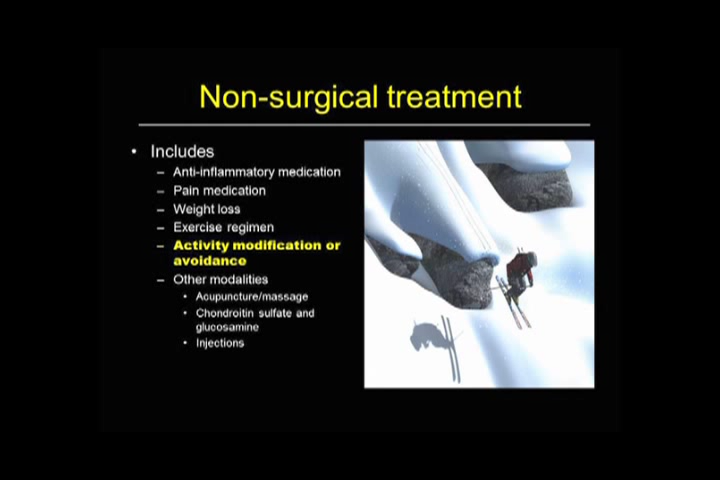 Non-surgical treatment
• Includes
– Anti-inflammatory medication
– Pain medication
– Weight loss
– Exercise regimen
– Activity modification or
avoidance
– Other modalities
• Acupuncture/massage
• Chondroitin sulfate and
glucosamine
• Injections